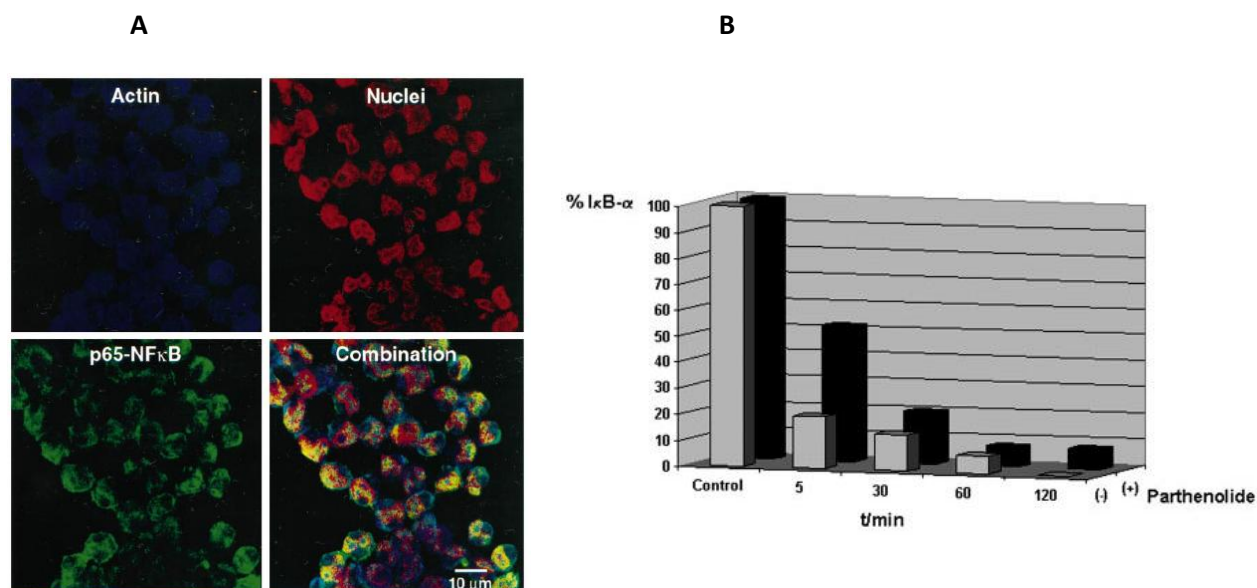 A
B
Actin
Nuclei
p65-NFκB
Combination
10 µm
% IκB-α
100
90
80
70
60
50
40
30
20
10
0
Control
5
30
60
120
(-)
(+)
Parthenolide
t/min